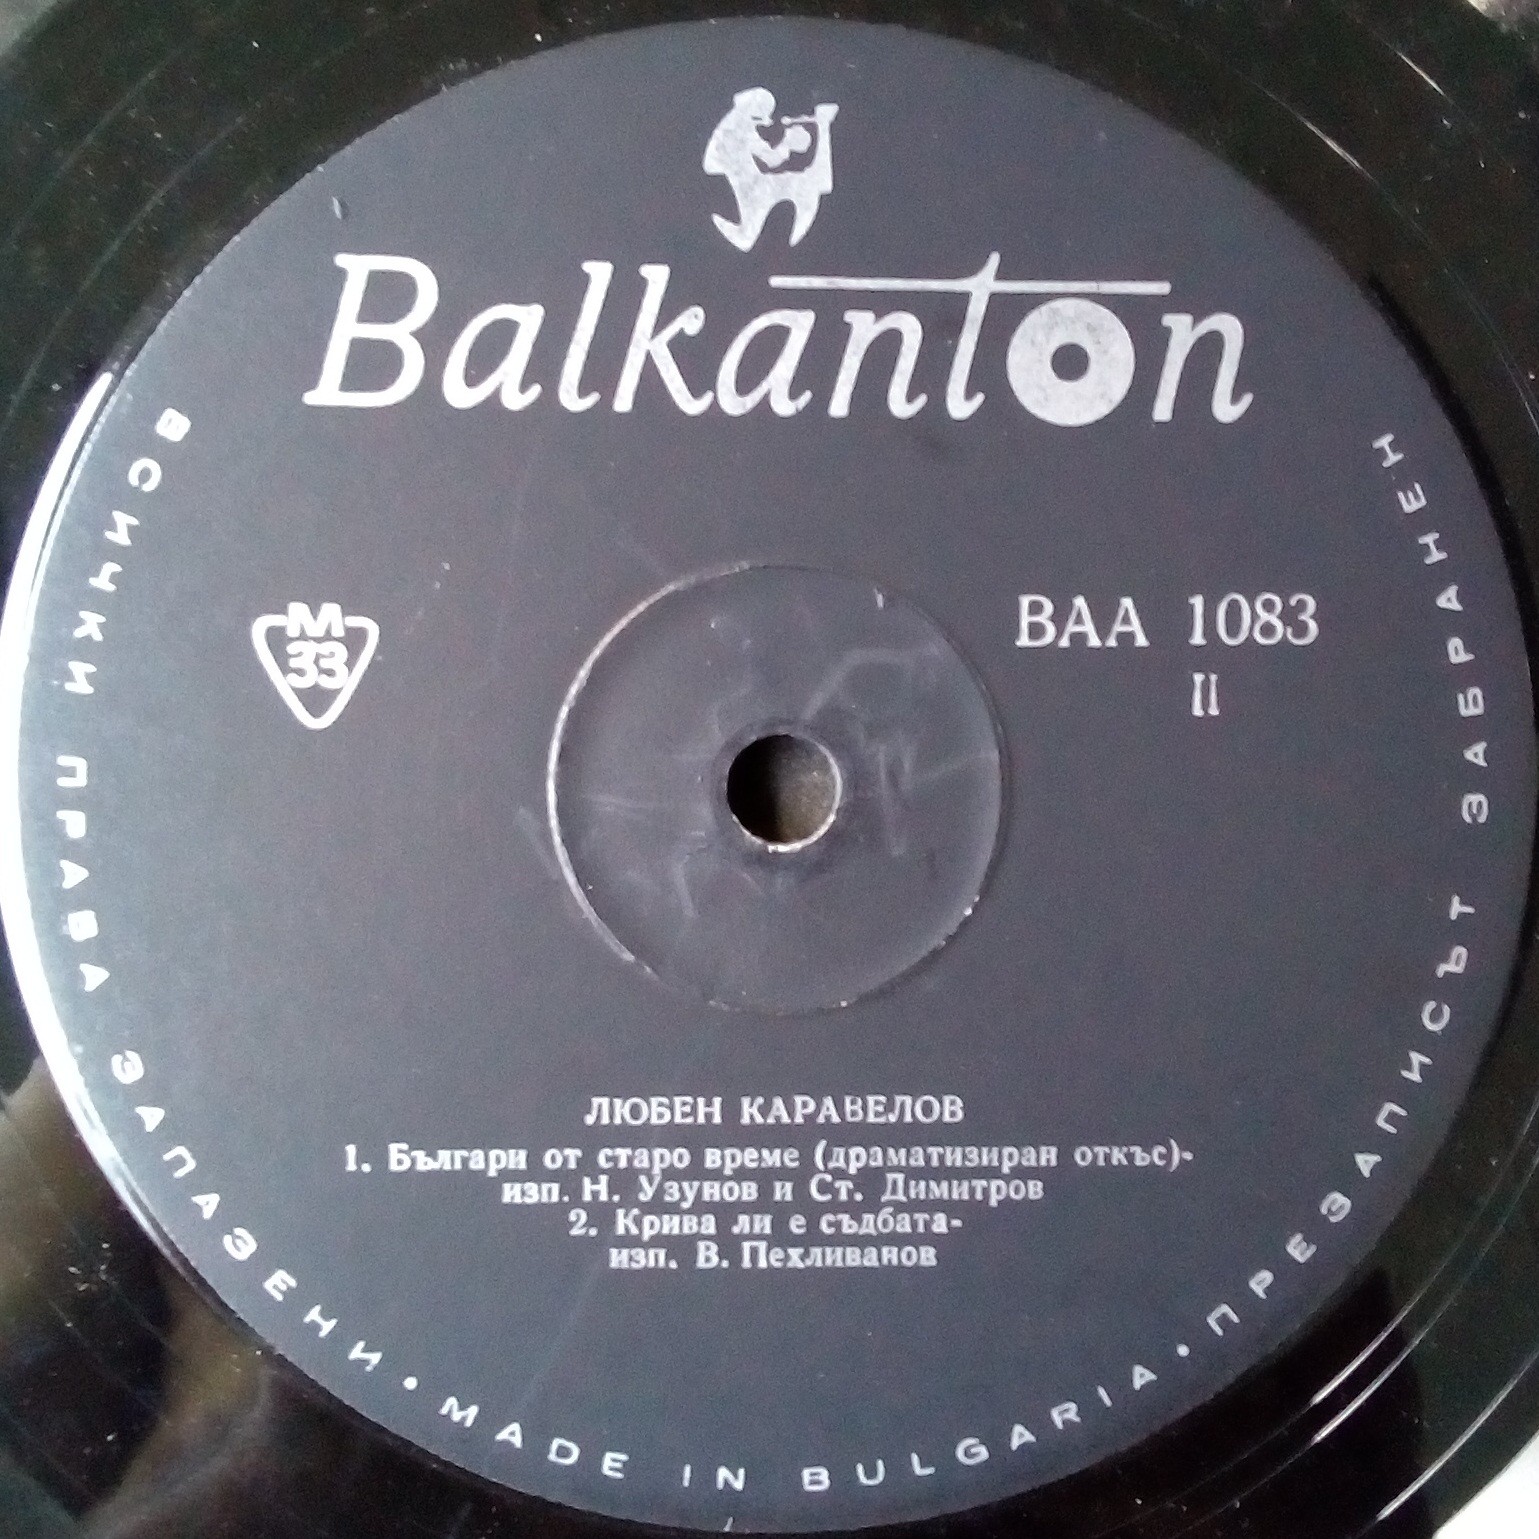 Balkanton
М
33
ВАА 1083
II
ЛЮБЕН КАРАВЕЛОВ
1. Българи от старо време (драматизиран откъс)-
изп. Н. Узунов и Ст. Димитров
2. Крива ли е съдбата-
изп. В. Пехливанов
ВСИЧКИ ПРАВА ЗАПАЗЕНИ • MADE IN BULGARIA • ПРЕЗАПИСЪТ ЗАБРАНЕН